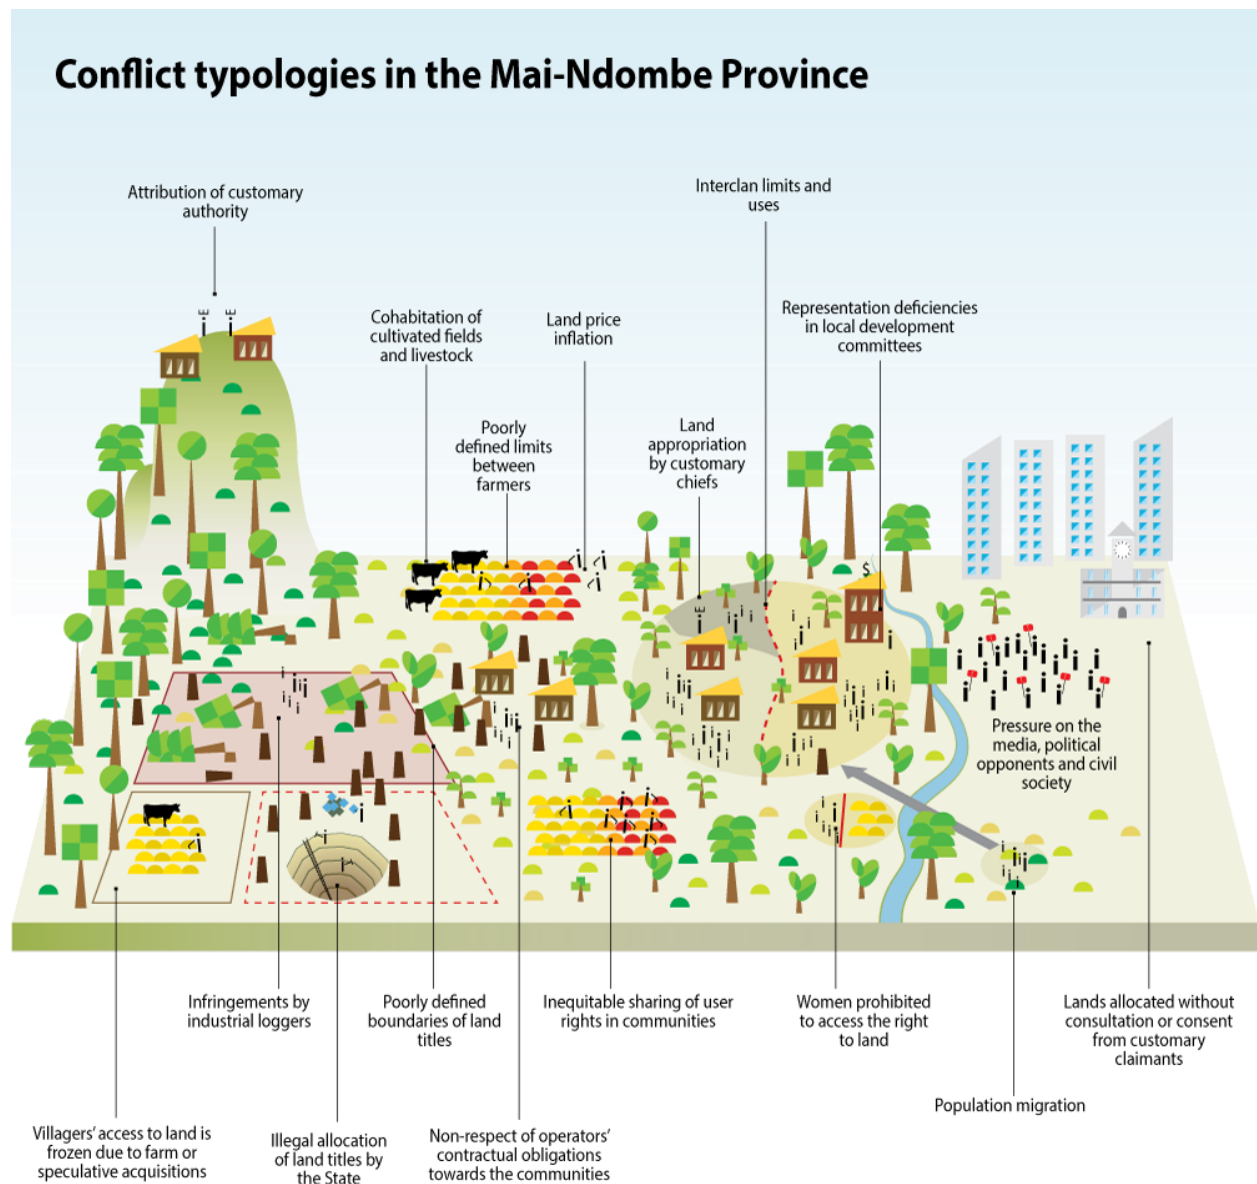 Conflict typologies in the Mai-Ndombe Province
Attribution of customary
authority
Interclan limits and
uses
Cohabitation of
cultivated fields
and livestock
Land price
inflation
Representation deficiencies
in local development
committees
Poorly
defined limits
between
farmers
Land
appropriation
by customary
chiefs
$
Pressure on the
media, political
opponents and civil
society
Infringements by
industrial loggers
Poorly defined
boundaries of land
titles
Inequitable sharing of user
rights in communities
Women prohibited
to access the right
to land
Lands allocated without
consultation or consent
from customary
claimants
Population migration
Villagers' access to land is
frozen due to farm or
speculative acquisitions
Illegal allocation
of land titles by
the State
Non-respect of operators'
contractual obligations
towards the communities